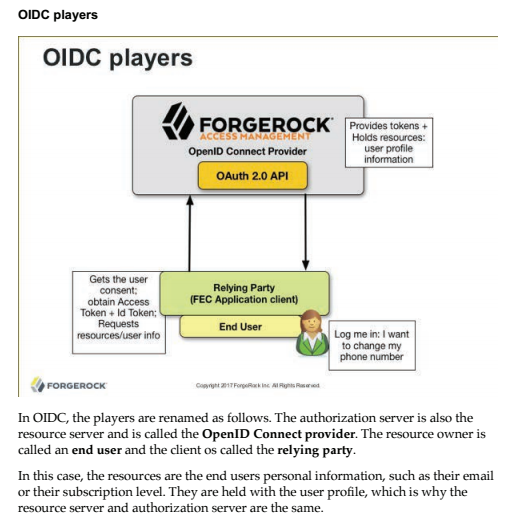 OIDC players
OIDC players
FORGEROCK
ACCESS MANAGEMENT
OpenID Connect Provider
OAuth 2.0 API
Provides tokens +
Holds resources:
user profile
information
Gets the user
consent;
obtain Access
Token + Id Token;
Requests
resources/user info
Relying Party
(FEC Application client)
End User
Log me in: I want
to change my
phone number
FORGEROCK
Copyright 2017 ForgeRock Inc. All Rights Reserved.
In OIDC, the players are renamed as follows. The authorization server is also the
resource server and is called the OpenID Connect provider. The resource owner is
called an end user and the client os called the relying party.
In this case, the resources are the end users personal information, such as their email
or their subscription level. They are held with the user profile, which is why the
resource server and authorization server are the same.